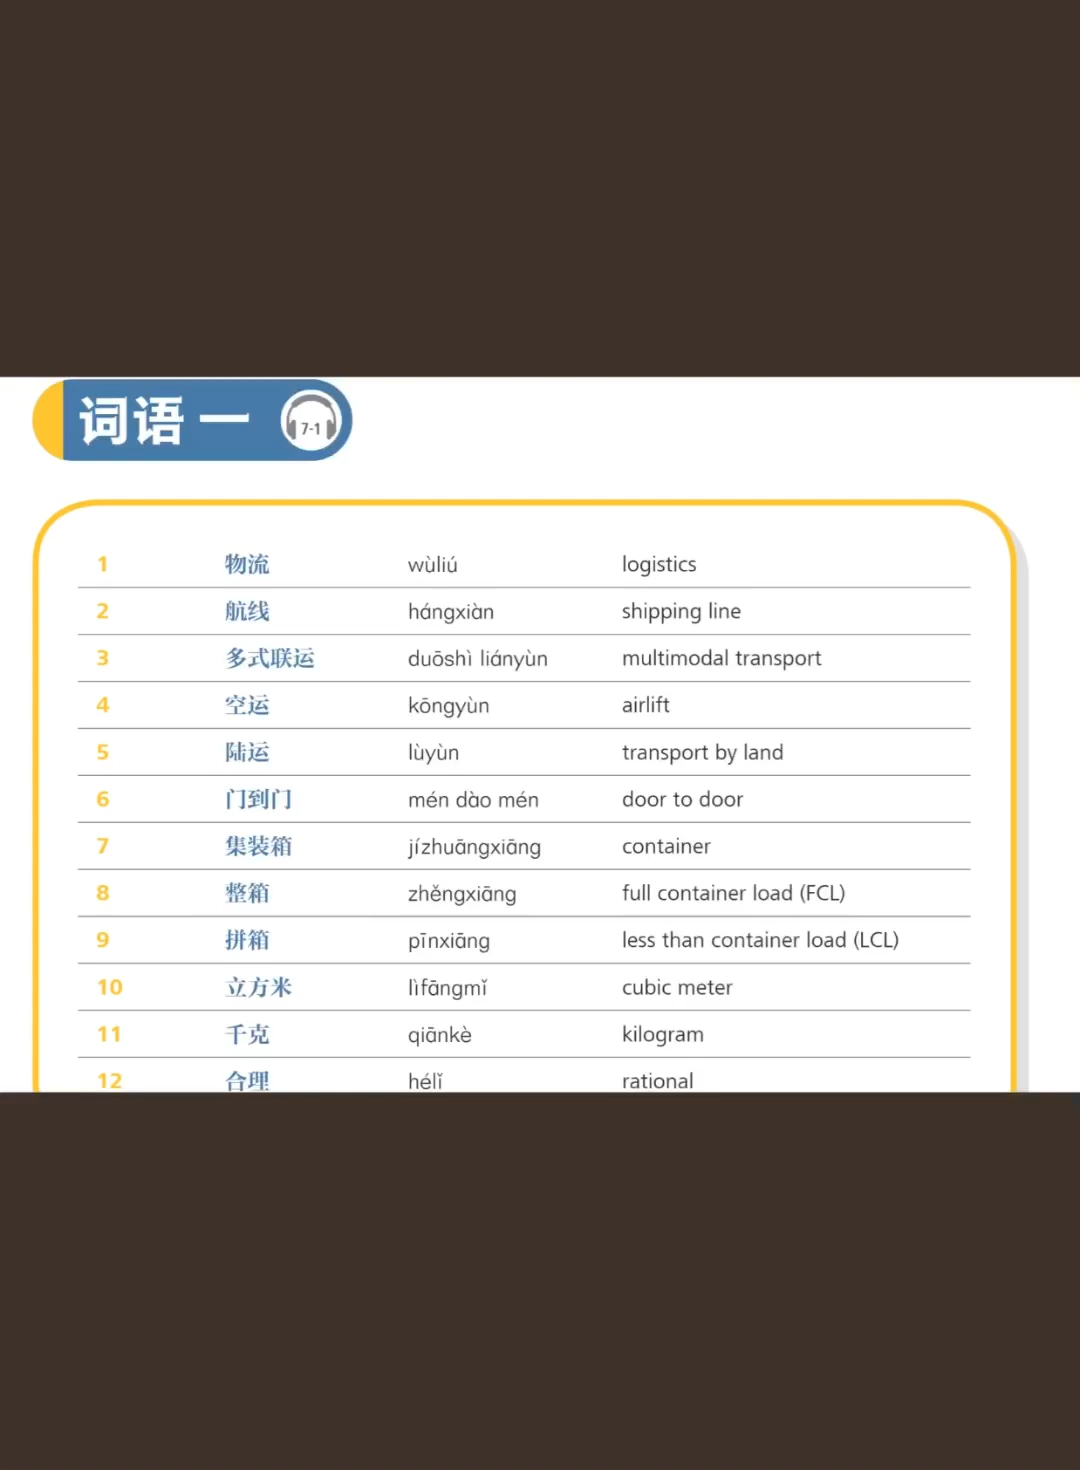 词语一 7-1
1 物流 wùliú logistics
2 航线 hángxiàn shipping line
3 多式联运 duōshì liányùn multimodal transport
4 空运 kōngyùn airlift
5 陆运 lùyùn transport by land
6 门到门 mén dào mén door to door
7 集装箱 jízhuāngxiāng container
8 整箱 zhěngxiāng full container load (FCL)
9 拼箱 pīnxiāng less than container load (LCL)
10 立方米 lìfāngmǐ cubic meter
11 千克 qiānkè kilogram
12 合理 hélǐ rational